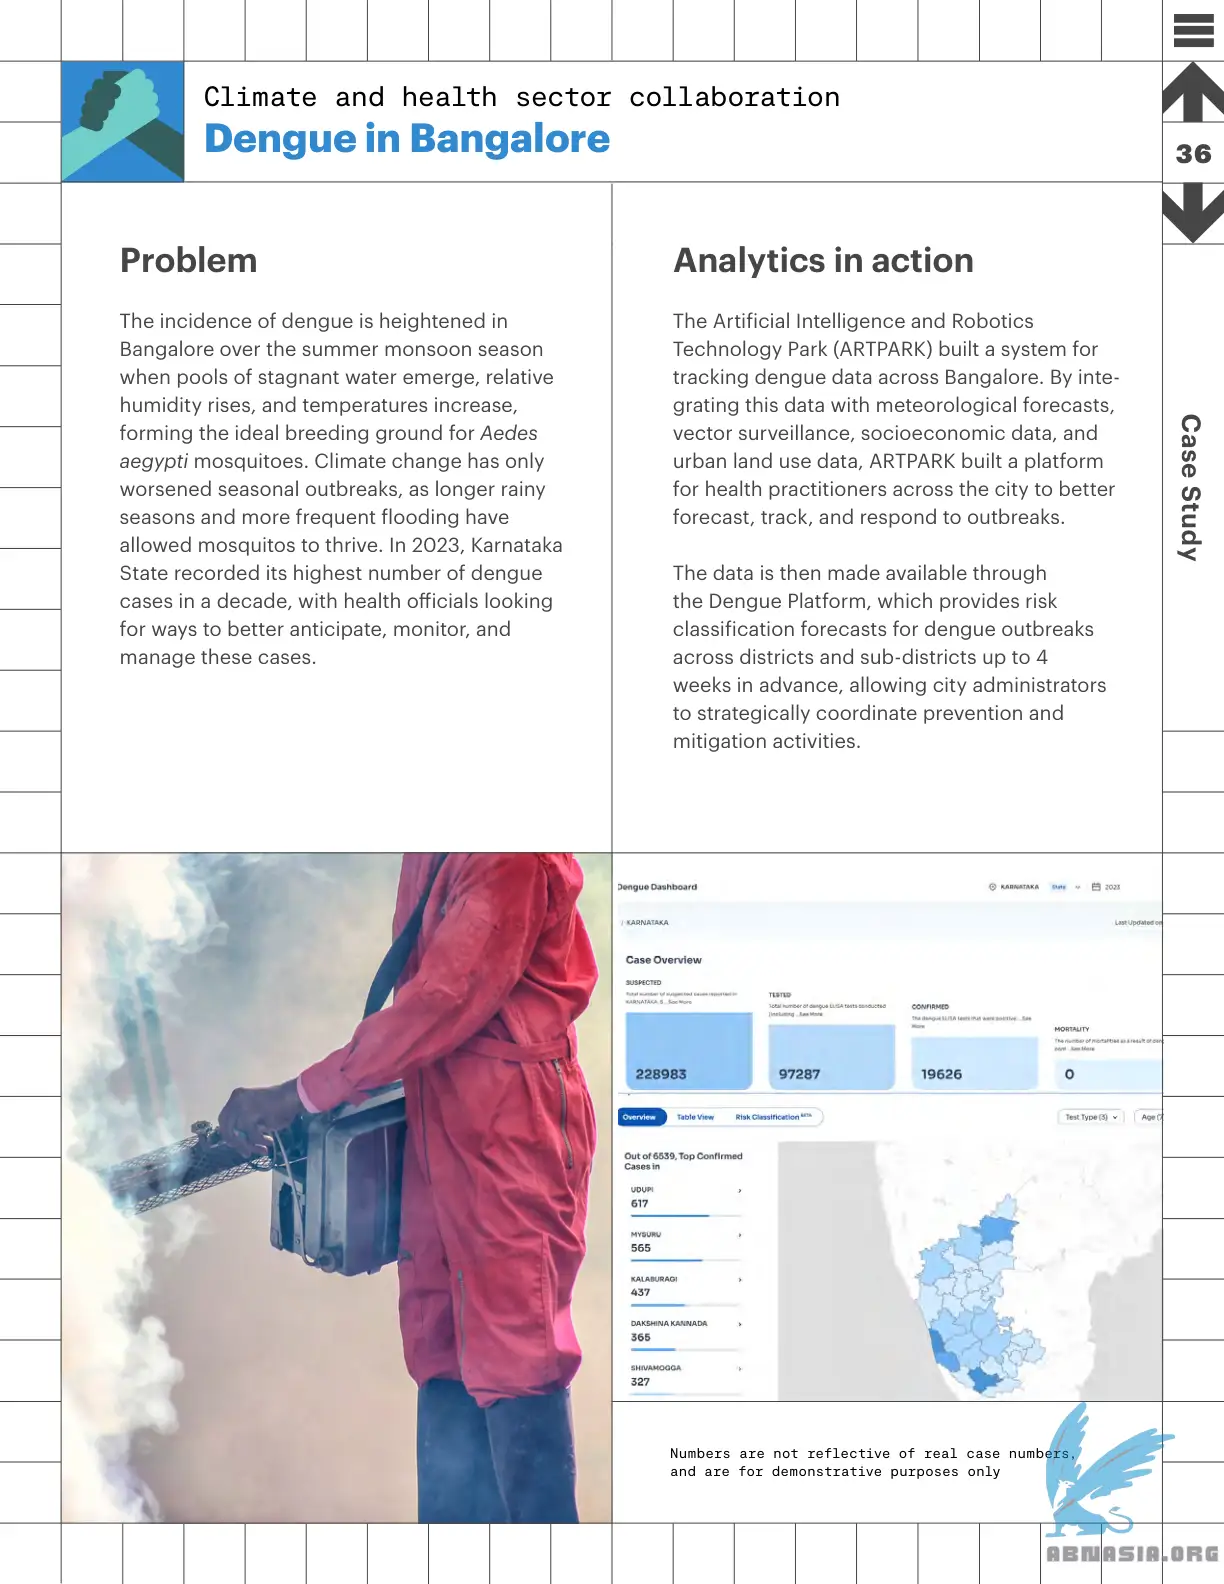 Climate and health sector collaboration
Dengue in Bangalore
36
Case Study
Problem
The incidence of dengue is heightened in
Bangalore over the summer monsoon season
when pools of stagnant water emerge, relative
humidity rises, and temperatures increase,
forming the ideal breeding ground for Aedes
aegypti mosquitoes. Climate change has only
worsened seasonal outbreaks, as longer rainy
seasons and more frequent flooding have
allowed mosquitos to thrive. In 2023, Karnataka
State recorded its highest number of dengue
cases in a decade, with health officials looking
for ways to better anticipate, monitor, and
manage these cases.
Analytics in action
The Artificial Intelligence and Robotics
Technology Park (ARTPARK) built a system for
tracking dengue data across Bangalore. By inte-
grating this data with meteorological forecasts,
vector surveillance, socioeconomic data, and
urban land use data, ARTPARK built a platform
for health practitioners across the city to better
forecast, track, and respond to outbreaks.
The data is then made available through
the Dengue Platform, which provides risk
classification forecasts for dengue outbreaks
across districts and sub-districts up to 4
weeks in advance, allowing city administrators
to strategically coordinate prevention and
mitigation activities.
Dengue Dashboard
KARNATAKA State 2023
/ KARNATAKA
Last Updated on
Case Overview
SUSPECTED
Total number of suspected cases reported in
KARNATAKA. S ...See More
228983
TESTED
Total number of dengue ELISA tests conducted
(including ...See More
97287
CONFIRMED
The dengue ELISA tests that were positive ...See
More
19626
MORTALITY
The number of mortalities as a result of
...See More
0
Overview Table View Risk Classification BETA
Test Type (3) Age (7
Out of 6539, Top Confirmed
Cases in
UDUPI
617
MYSURU
565
KALABURAGI
437
DAKSHINA KANNADA
365
SHIVAMOGGA
327
Numbers are not reflective of real case numbers,
and are for demonstrative purposes only
ABNASIA.ORG